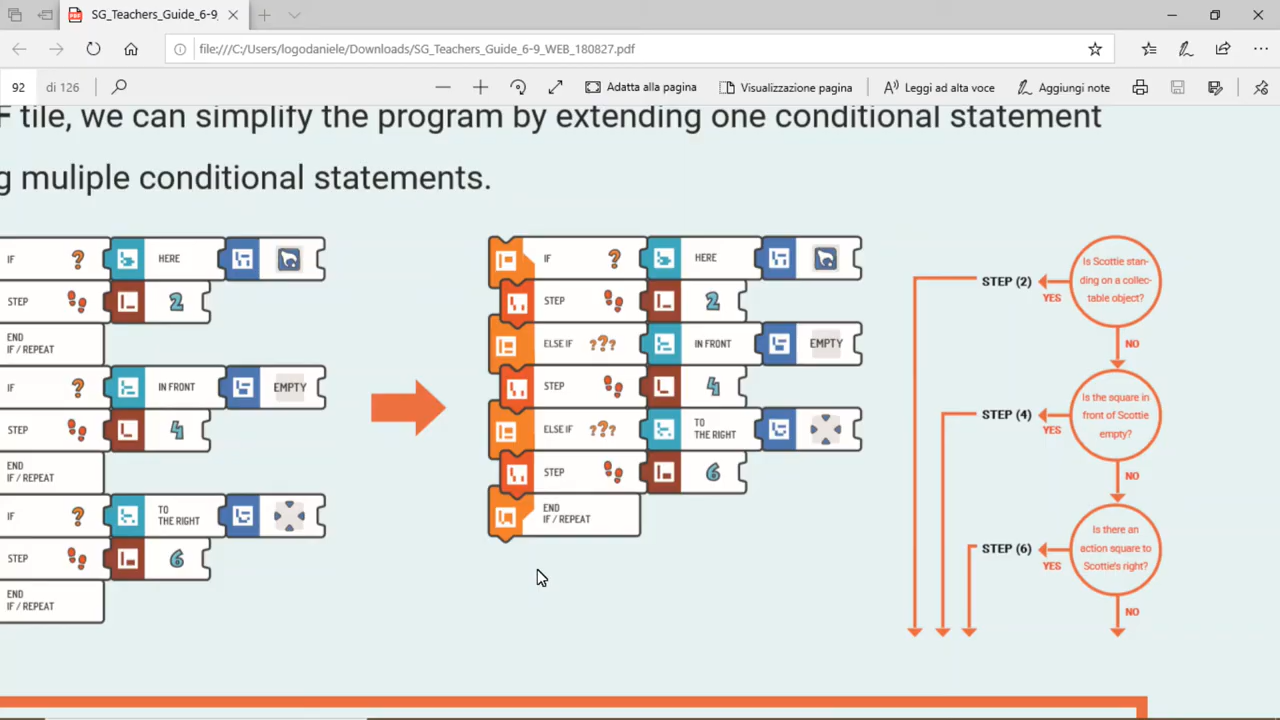 SG_Teachers_Guide_6-9_
file:///C:/Users/logodaniele/Downloads/SG_Teachers_Guide_6-9_WEB_180827.pdf
92 di 126
Adatta alla pagina
Visualizzazione pagina
Leggi ad alta voce
Aggiungi note
F tile, we can simplify the program by extending one conditional statement
g muliple conditional statements.
IF ? HERE
STEP 2
END
IF / REPEAT
IF ? IN FRONT EMPTY
STEP 4
END
IF / REPEAT
IF ? TO
THE RIGHT
STEP 6
END
IF / REPEAT
IF ? HERE
STEP 2
ELSE IF ??? IN FRONT EMPTY
STEP 4
ELSE IF ??? TO
THE RIGHT
STEP 6
END
IF / REPEAT
Is Scottie stan-
ding on a collec-
table object?
STEP (2)
YES
NO
Is the square in
front of Scottie
empty?
STEP (4)
YES
NO
Is there an
action square to
Scottie's right?
STEP (6)
YES
NO